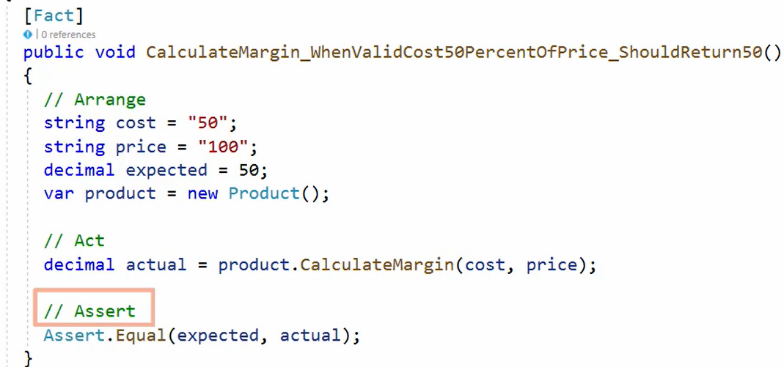 [Fact]
0 references
public void CalculateMargin_WhenValidCost50PercentOfPrice_ShouldReturn50()
{
// Arrange
string cost = "50";
string price = "100";
decimal expected = 50;
var product = new Product();
// Act
decimal actual = product.CalculateMargin(cost, price);
// Assert
Assert.Equal(expected, actual);
}